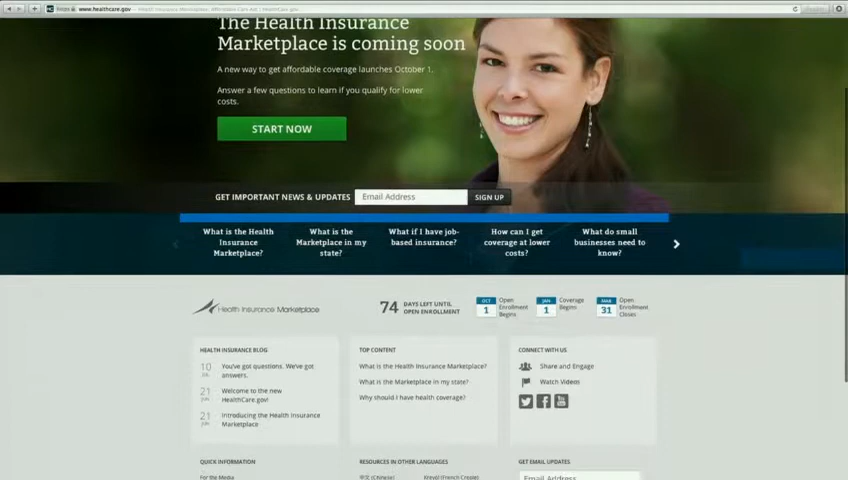 www.healthcare.gov
The Health Insurance
Marketplace is coming soon
A new way to get affordable coverage launches October 1.
Answer a few questions to learn if you qualify for lower
costs.
START NOW
GET IMPORTANT NEWS & UPDATES Email Address SIGN UP
What is the Health
Insurance
Marketplace?
What is the
Marketplace in my
state?
What if I have job-
based insurance?
How can I get
coverage at lower
costs?
What do small
businesses need to
know?
Health Insurance Marketplace
74 DAYS LEFT UNTIL
OPEN ENROLLMENT
OCT
1
Open
Enrollment
Begins
JAN
1
Coverage
Begins
MAR
31
Open
Enrollment
Closes
HEALTH INSURANCE BLOG
10
You've got questions. We've got
answers.
21
Welcome to the new
HealthCare.gov!
21
Introducing the Health Insurance
Marketplace
TOP CONTENT
What is the Health Insurance Marketplace?
What is the Marketplace in my state?
Why should I have health coverage?
CONNECT WITH US
Share and Engage
Watch Videos
QUICK INFORMATION
For the Media
RESOURCES IN OTHER LANGUAGES
中文 (Chinese)
Kreyòl (French Creole)
GET EMAIL UPDATES
Email Address